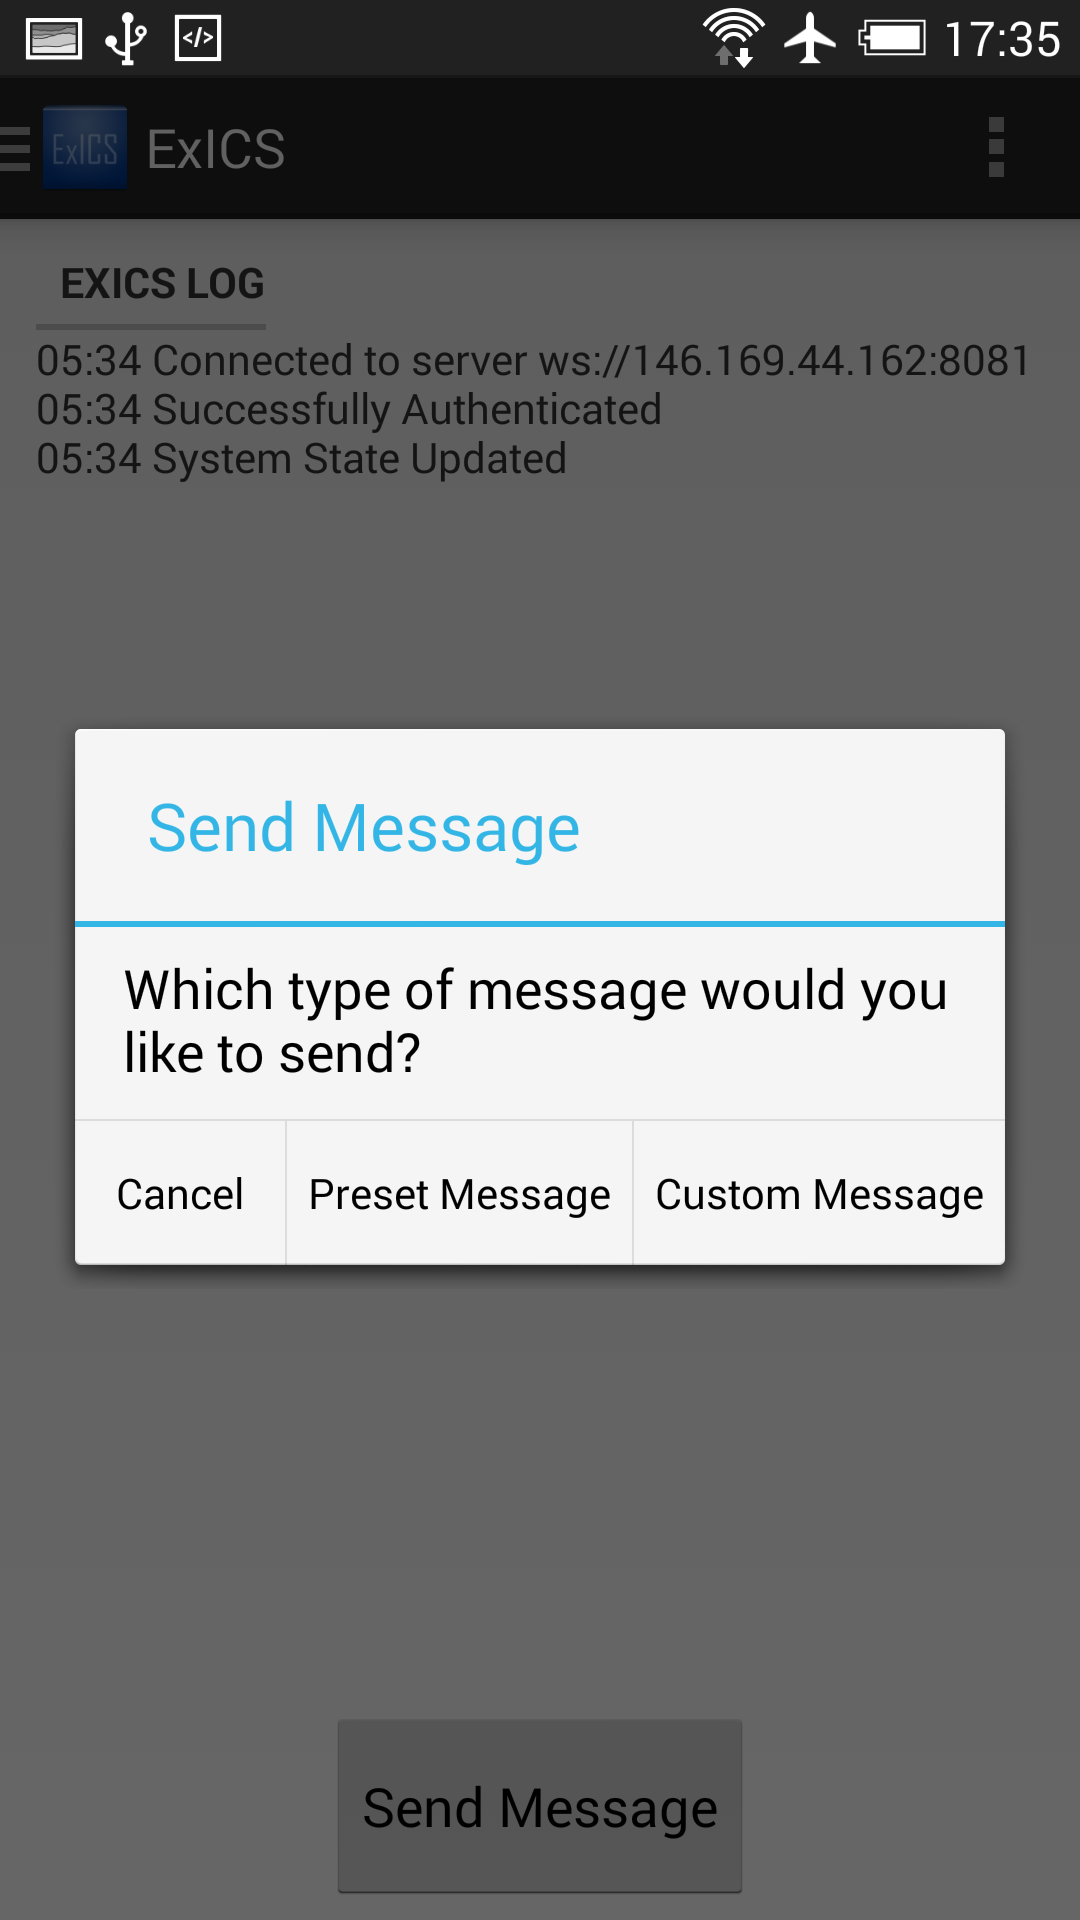 17:35
ExICS
ExICS
EXICS LOG
05:34 Connected to server ws://146.169.44.162:8081
05:34 Successfully Authenticated
05:34 System State Updated
Send Message
Which type of message would you
like to send?
Cancel
Preset Message
Custom Message
Send Message